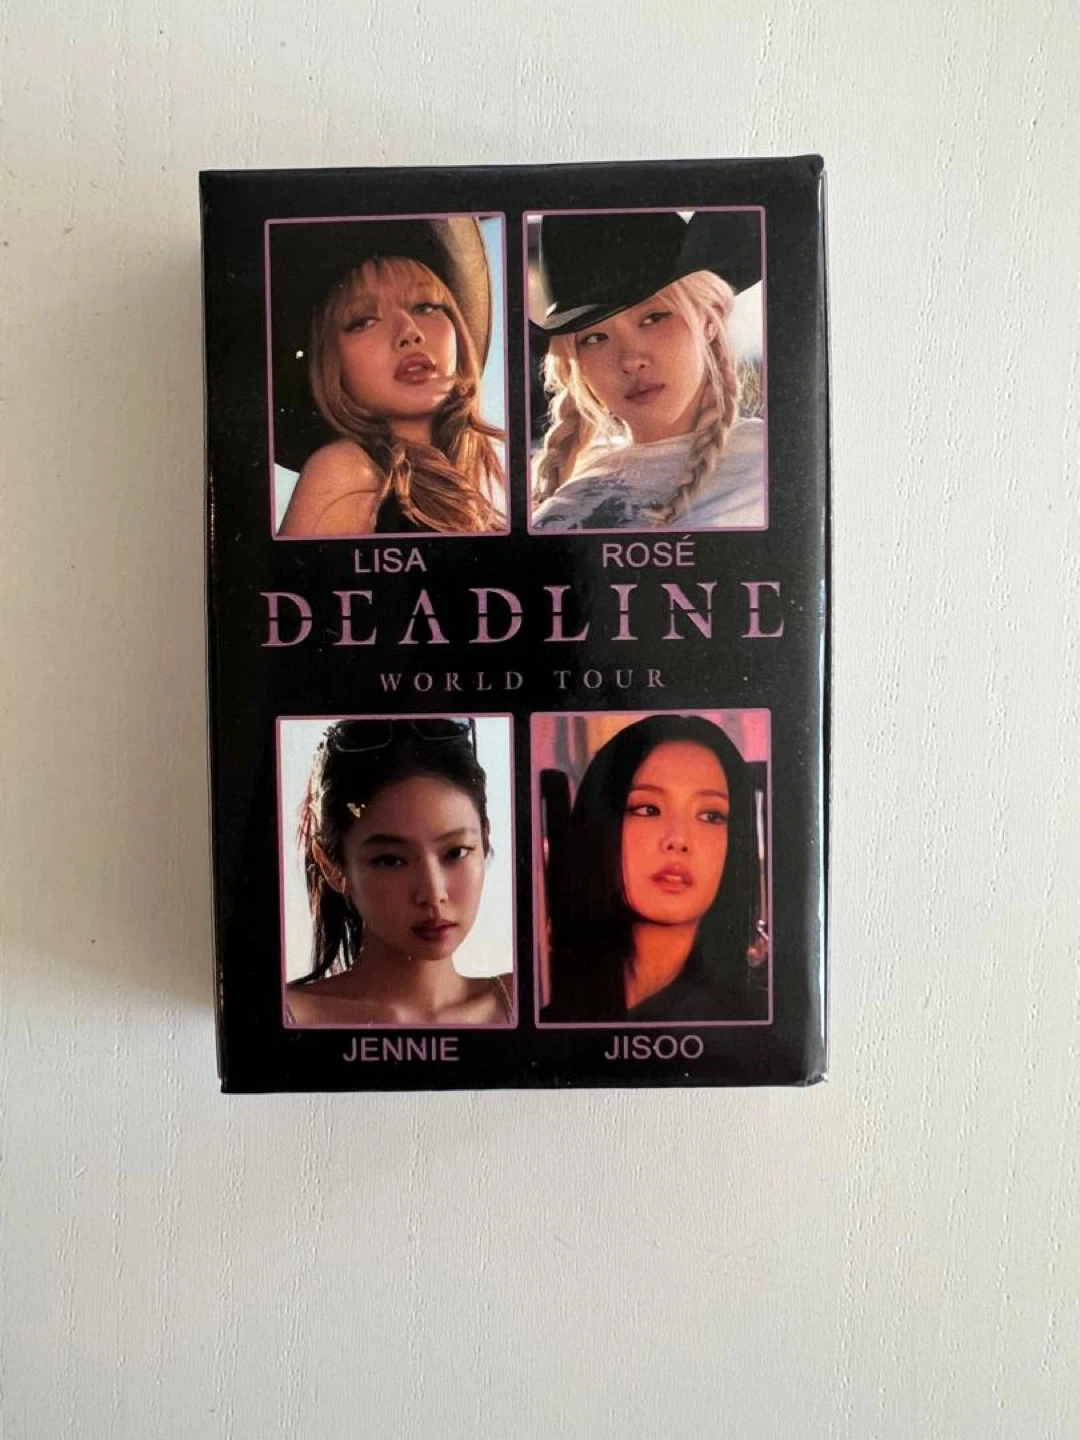 LISA ROSÉ
DEADLINE
WORLD TOUR
JENNIE JISOO